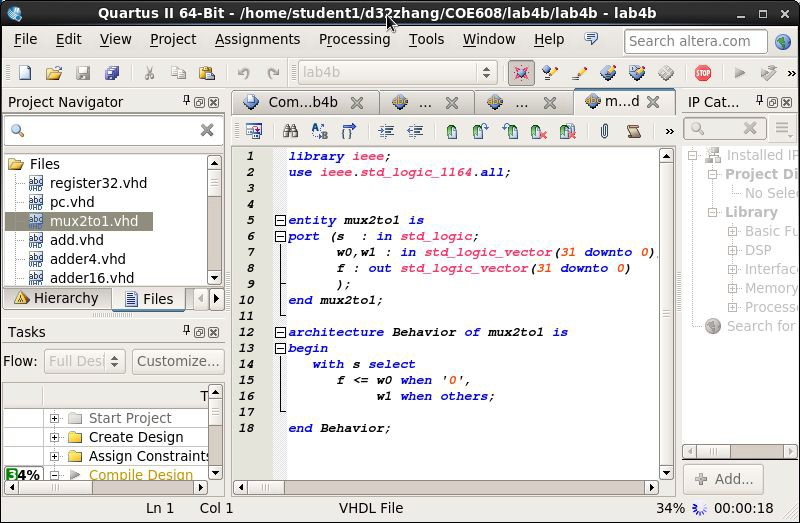 Quartus II 64-Bit - /home/student1/d32zhang/COE608/lab4b/lab4b - lab4b
File Edit View Project Assignments Processing Tools Window Help Search altera.com
lab4b STOP »
Project Navigator
Com...b4b ... ... m...d
IP Cat...
Files
register32.vhd
pc.vhd
mux2to1.vhd
add.vhd
adder4.vhd
adder16.vhd
Hierarchy Files
Tasks
Flow: Full Desi Customize...
T
Start Project
Create Design
Assign Constraints
34% Compile Design
1 library ieee;
2 use ieee.std_logic_1164.all;
3
4
5 entity mux2to1 is
6 port (s : in std_logic;
7 w0,w1 : in std_logic_vector(31 downto 0)
8 f : out std_logic_vector(31 downto 0)
9 );
10 end mux2to1;
11
12 architecture Behavior of mux2to1 is
13 begin
14 with s select
15 f <= w0 when '0',
16 w1 when others;
17
18 end Behavior;
Installed IP
Project Di
No Selec
Library
Basic Fu
DSP
Interfac
Memory
Process
Search for
Add...
Ln 1 Col 1 VHDL File 34% 00:00:18